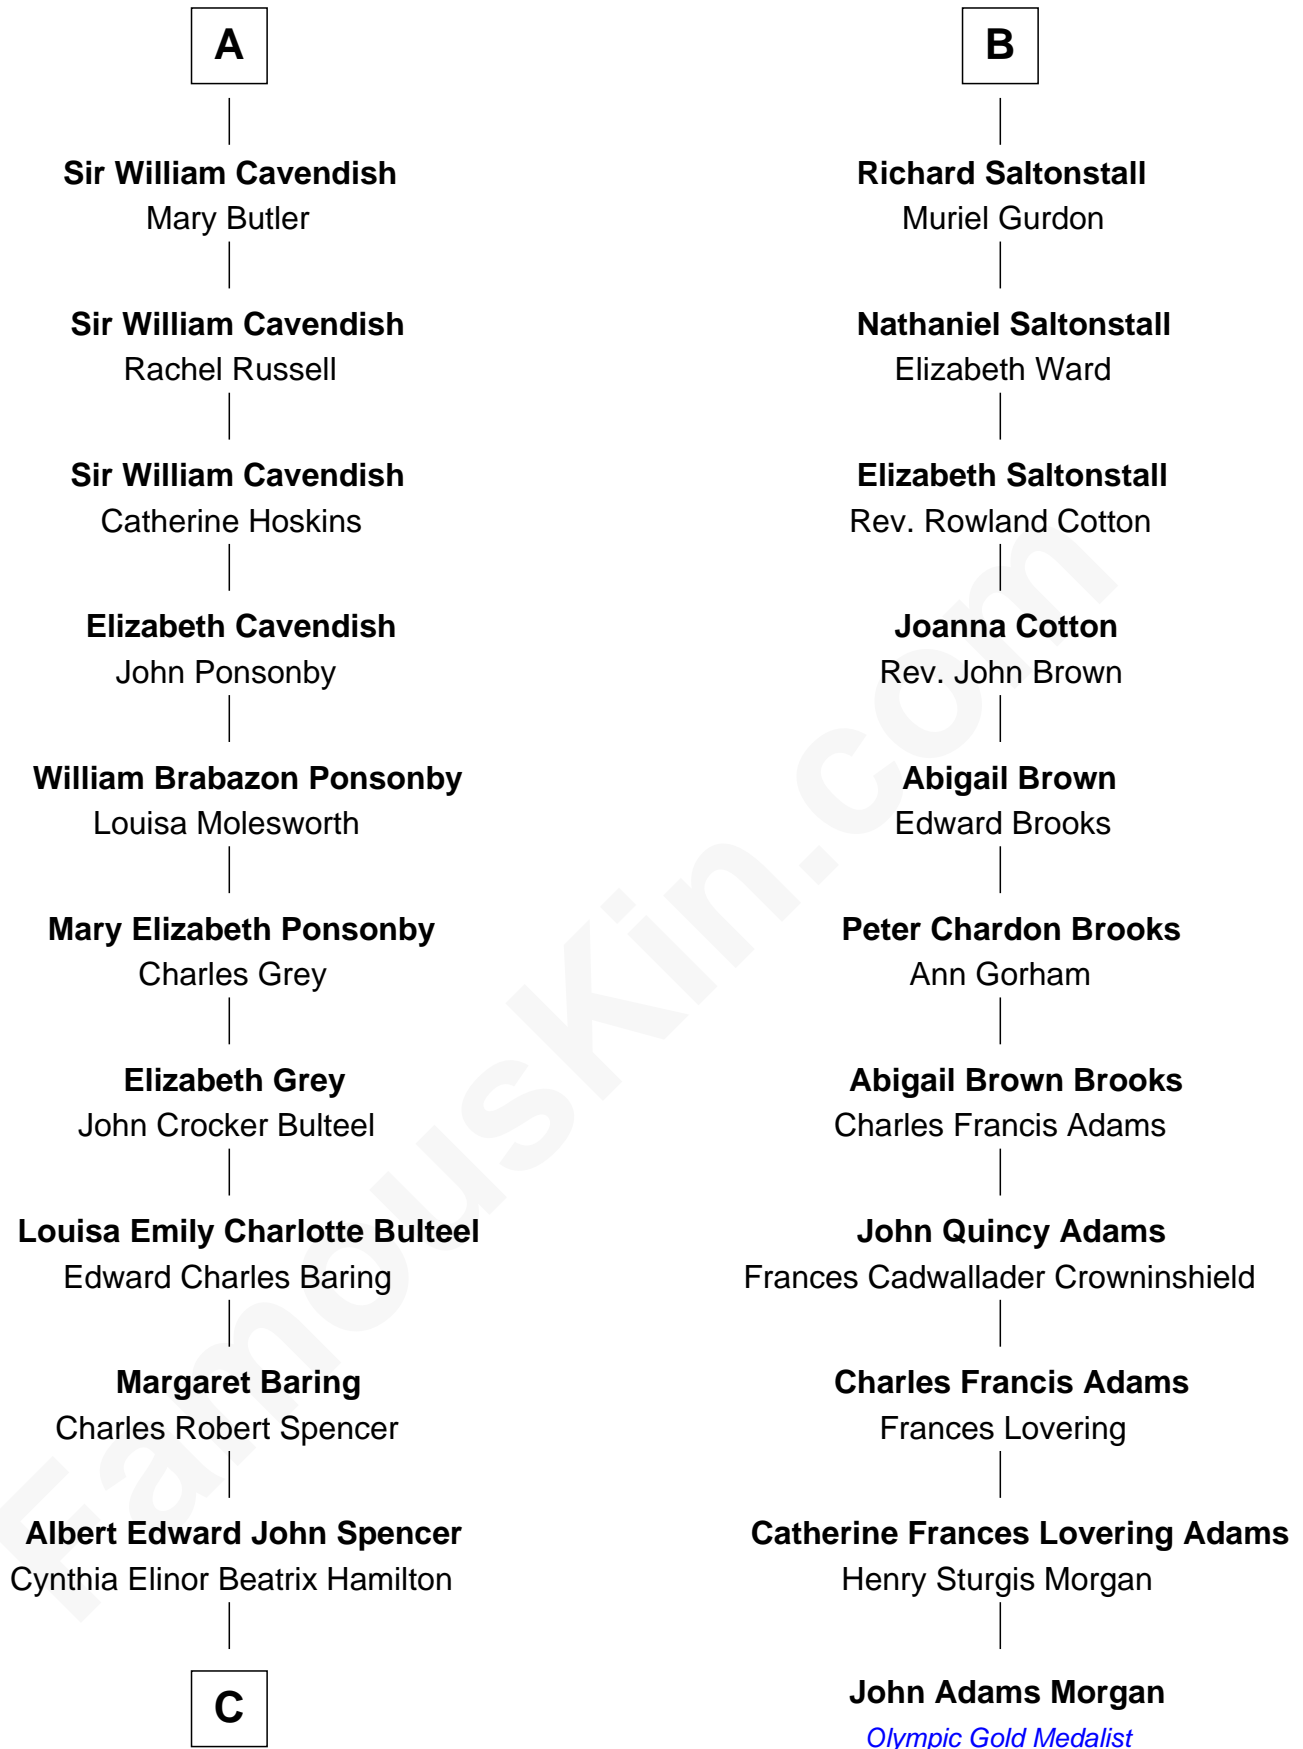 A
Sir William Cavendish
Mary Butler
Sir William Cavendish
Rachel Russell
Sir William Cavendish
Catherine Hoskins
Elizabeth Cavendish
John Ponsonby
William Brabazon Ponsonby
Louisa Molesworth
Mary Elizabeth Ponsonby
Charles Grey
Elizabeth Grey
John Crocker Bulteel
Louisa Emily Charlotte Bulteel
Edward Charles Baring
Margaret Baring
Charles Robert Spencer
Albert Edward John Spencer
Cynthia Elinor Beatrix Hamilton
C
B
Richard Saltonstall
Muriel Gurdon
Nathaniel Saltonstall
Elizabeth Ward
Elizabeth Saltonstall
Rev. Rowland Cotton
Joanna Cotton
Rev. John Brown
Abigail Brown
Edward Brooks
Peter Chardon Brooks
Ann Gorham
Abigail Brown Brooks
Charles Francis Adams
John Quincy Adams
Frances Cadwallader Crowninshield
Charles Francis Adams
Frances Lovering
Catherine Frances Lovering Adams
Henry Sturgis Morgan
John Adams Morgan
Olympic Gold Medalist
FamousKin.com